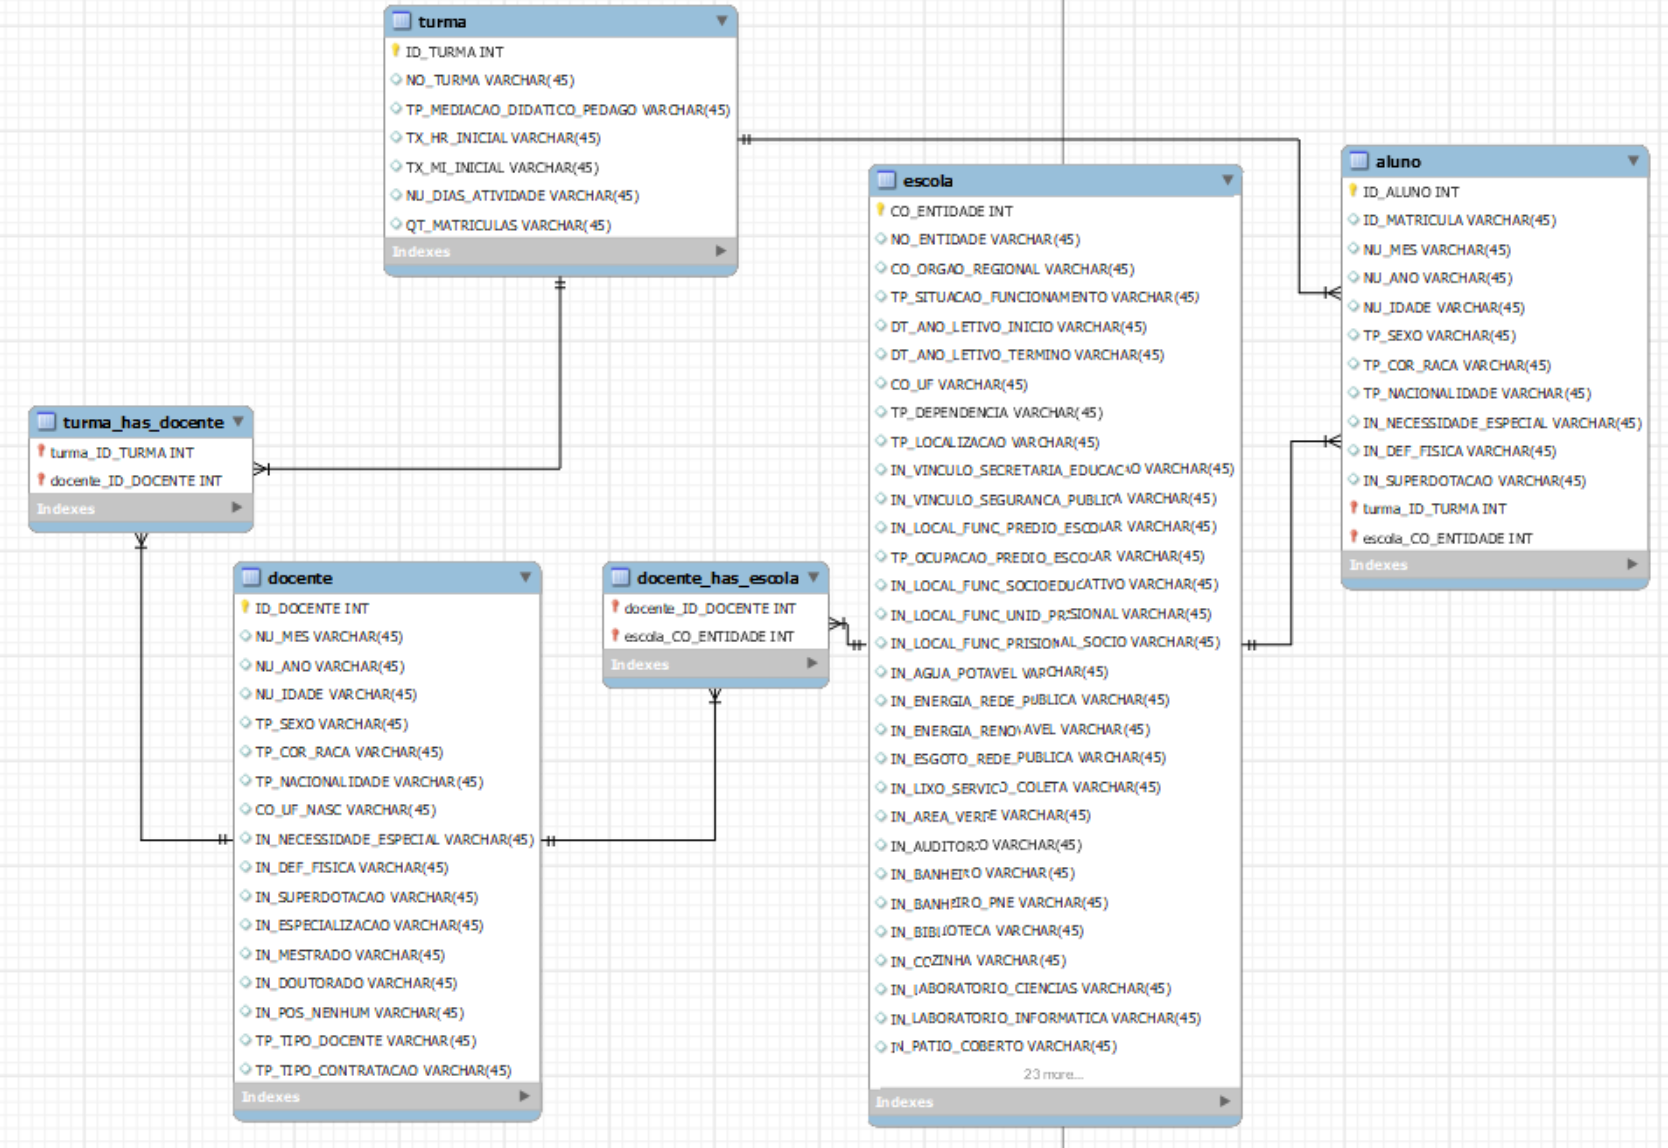 turma
ID_TURMA INT
NO_TURMA VARCHAR(45)
TP_MEDIACAO_DIDATICO_PEDAGO VARCHAR(45)
TX_HR_INICIAL VARCHAR(45)
TX_MI_INICIAL VARCHAR(45)
NU_DIAS_ATIVIDADE VARCHAR(45)
QT_MATRICULAS VARCHAR(45)
Indexes
turma_has_docente
turma_ID_TURMA INT
docente_ID_DOCENTE INT
Indexes
docente
ID_DOCENTE INT
NU_MES VARCHAR(45)
NU_ANO VARCHAR(45)
NU_IDADE VARCHAR(45)
TP_SEXO VARCHAR(45)
TP_COR_RACA VARCHAR(45)
TP_NACIONALIDADE VARCHAR(45)
CO_UF_NASC VARCHAR(45)
IN_NECESSIDADE_ESPECIAL VARCHAR(45)
IN_DEF_FISICA VARCHAR(45)
IN_SUPERDOTACAO VARCHAR(45)
IN_ESPECIALIZACAO VARCHAR(45)
IN_MESTRADO VARCHAR(45)
IN_DOUTORADO VARCHAR(45)
IN_POS_NENHUM VARCHAR(45)
TP_TIPO_DOCENTE VARCHAR(45)
TP_TIPO_CONTRATACAO VARCHAR(45)
Indexes
docente_has_escola
docente_ID_DOCENTE INT
escola_CO_ENTIDADE INT
Indexes
escola
CO_ENTIDADE INT
NO_ENTIDADE VARCHAR(45)
CO_ORGAO_REGIONAL VARCHAR(45)
TP_SITUACAO_FUNCIONAMENTO VARCHAR(45)
DT_ANO_LETIVO_INICIO VARCHAR(45)
DT_ANO_LETIVO_TERMINO VARCHAR(45)
CO_UF VARCHAR(45)
TP_DEPENDENCIA VARCHAR(45)
TP_LOCALIZACAO VARCHAR(45)
IN_VINCULO_SECRETARIA_EDUCACAO VARCHAR(45)
IN_VINCULO_SEGURANCA_PUBLICA VARCHAR(45)
IN_LOCAL_FUNC_PREDIO_ESCOLAR VARCHAR(45)
TP_OCUPACAO_PREDIO_ESCOLAR VARCHAR(45)
IN_LOCAL_FUNC_SOCIOEDUCATIVO VARCHAR(45)
IN_LOCAL_FUNC_UNID_PRISIONAL VARCHAR(45)
IN_LOCAL_FUNC_PRISIONAL_SOCIO VARCHAR(45)
IN_AGUA_POTAVEL VARCHAR(45)
IN_ENERGIA_REDE_PUBLICA VARCHAR(45)
IN_ENERGIA_RENOVAVEL VARCHAR(45)
IN_ESGOTO_REDE_PUBLICA VARCHAR(45)
IN_LIXO_SERVICO_COLETA VARCHAR(45)
IN_AREA_VERDE VARCHAR(45)
IN_AUDITORIO VARCHAR(45)
IN_BANHEIRO VARCHAR(45)
IN_BANHEIRO_PNE VARCHAR(45)
IN_BIBLIOTECA VARCHAR(45)
IN_COZINHA VARCHAR(45)
IN_LABORATORIO_CIENCIAS VARCHAR(45)
IN_LABORATORIO_INFORMATICA VARCHAR(45)
IN_PATIO_COBERTO VARCHAR(45)
23 more...
Indexes
aluno
ID_ALUNO INT
ID_MATRICULA VARCHAR(45)
NU_MES VARCHAR(45)
NU_ANO VARCHAR(45)
NU_IDADE VARCHAR(45)
TP_SEXO VARCHAR(45)
TP_COR_RACA VARCHAR(45)
TP_NACIONALIDADE VARCHAR(45)
IN_NECESSIDADE_ESPECIAL VARCHAR(45)
IN_DEF_FISICA VARCHAR(45)
IN_SUPERDOTACAO VARCHAR(45)
turma_ID_TURMA INT
escola_CO_ENTIDADE INT
Indexes